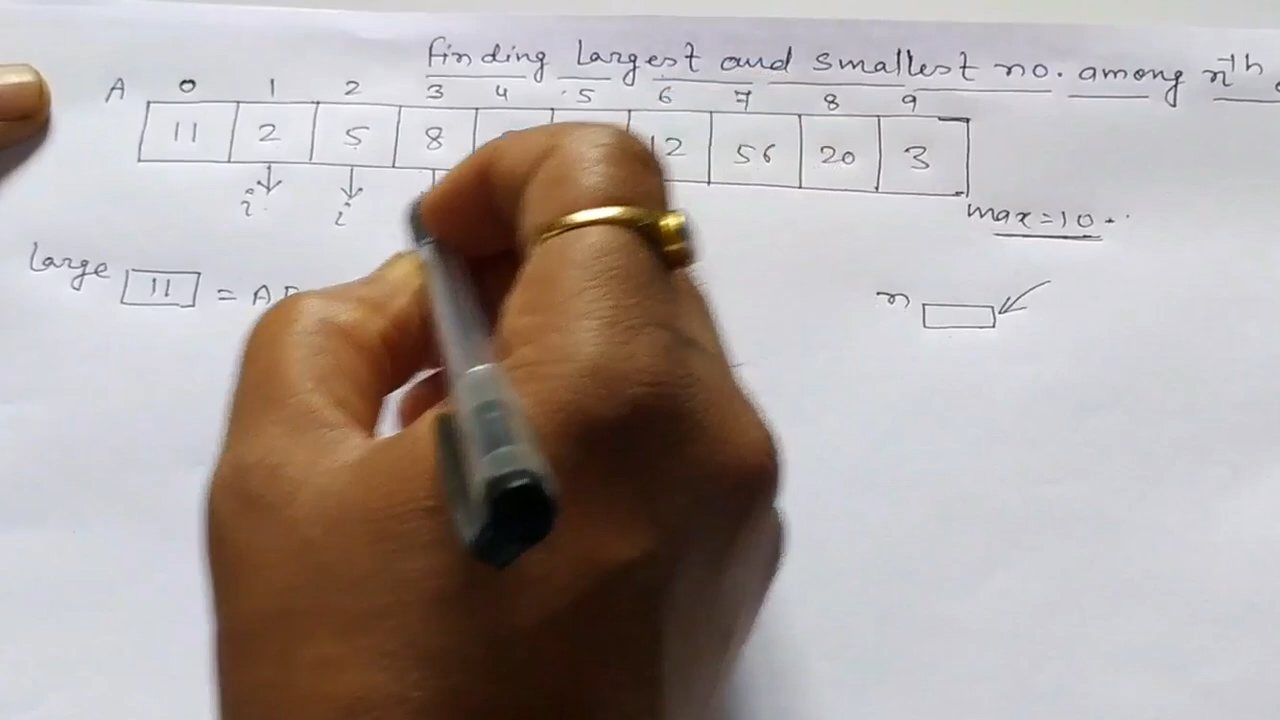 Finding Largest and smallest no. among nth
A 0 1 2 3 4 5 6 7 8 9
11 2 5 8 12 56 20 3
i i
max=10
Large 11 = A
n